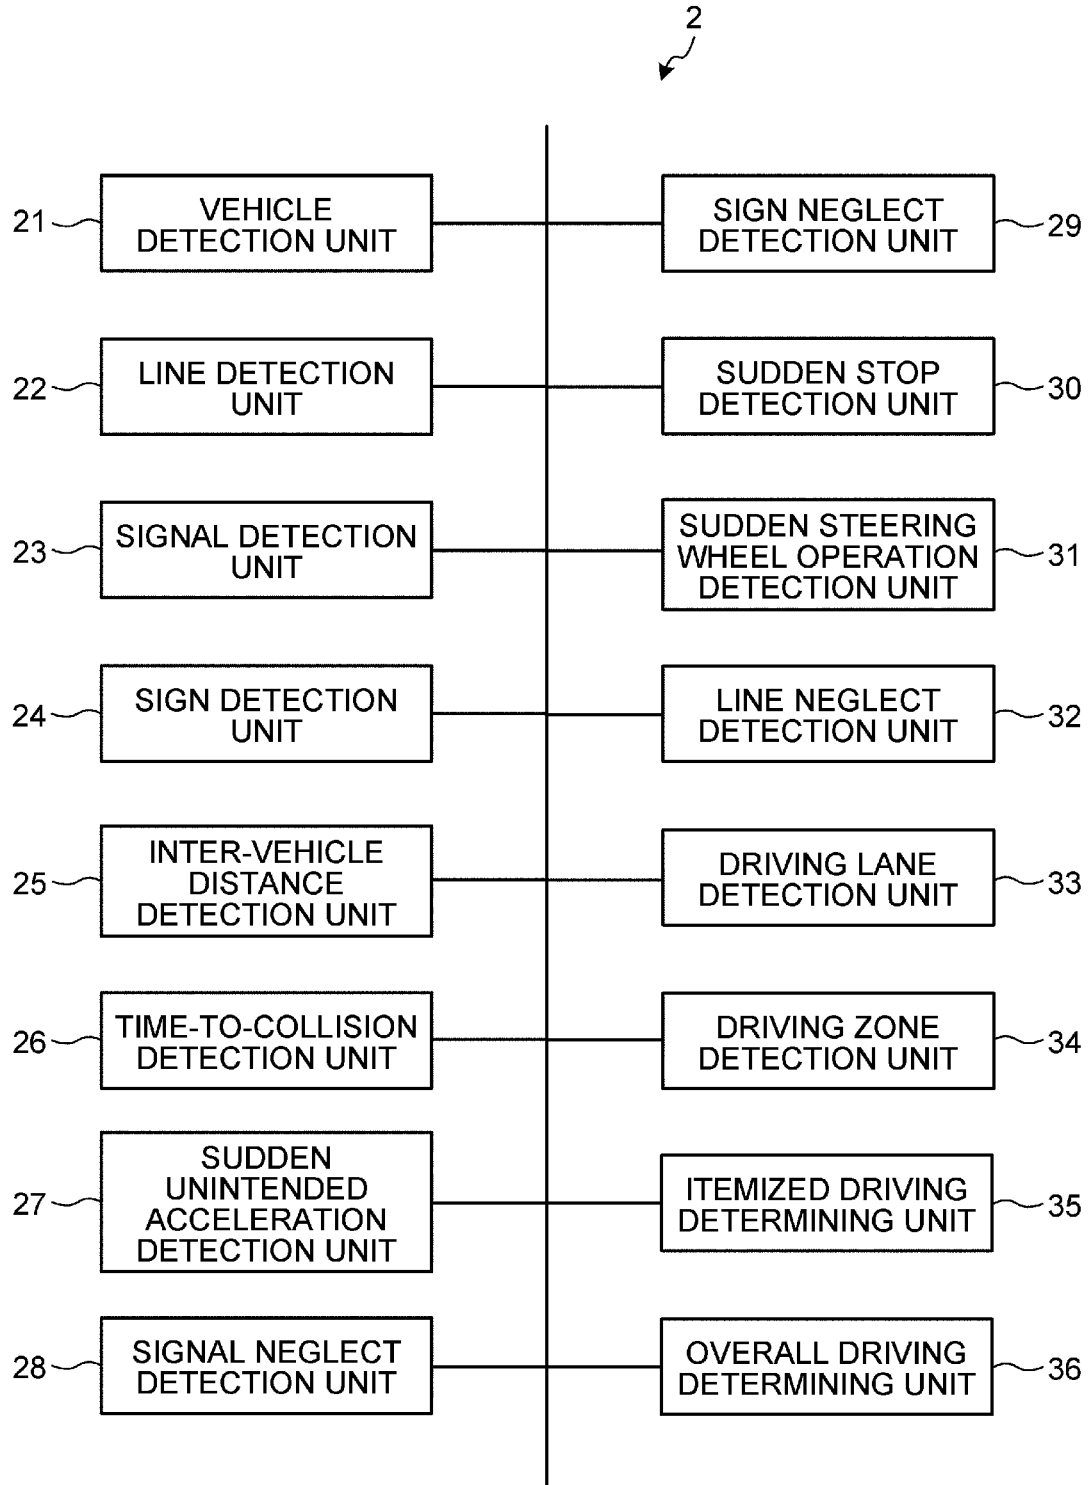 2
21
VEHICLE
DETECTION UNIT
SIGN NEGLECT
DETECTION UNIT
29
22
LINE DETECTION
UNIT
SUDDEN STOP
DETECTION UNIT
30
23
SIGNAL DETECTION
UNIT
SUDDEN STEERING
WHEEL OPERATION
DETECTION UNIT
31
24
SIGN DETECTION
UNIT
LINE NEGLECT
DETECTION UNIT
32
25
INTER-VEHICLE
DISTANCE
DETECTION UNIT
DRIVING LANE
DETECTION UNIT
33
26
TIME-TO-COLLISION
DETECTION UNIT
DRIVING ZONE
DETECTION UNIT
34
27
SUDDEN
UNINTENDED
ACCELERATION
DETECTION UNIT
ITEMIZED DRIVING
DETERMINING UNIT
35
28
SIGNAL NEGLECT
DETECTION UNIT
OVERALL DRIVING
DETERMINING UNIT
36